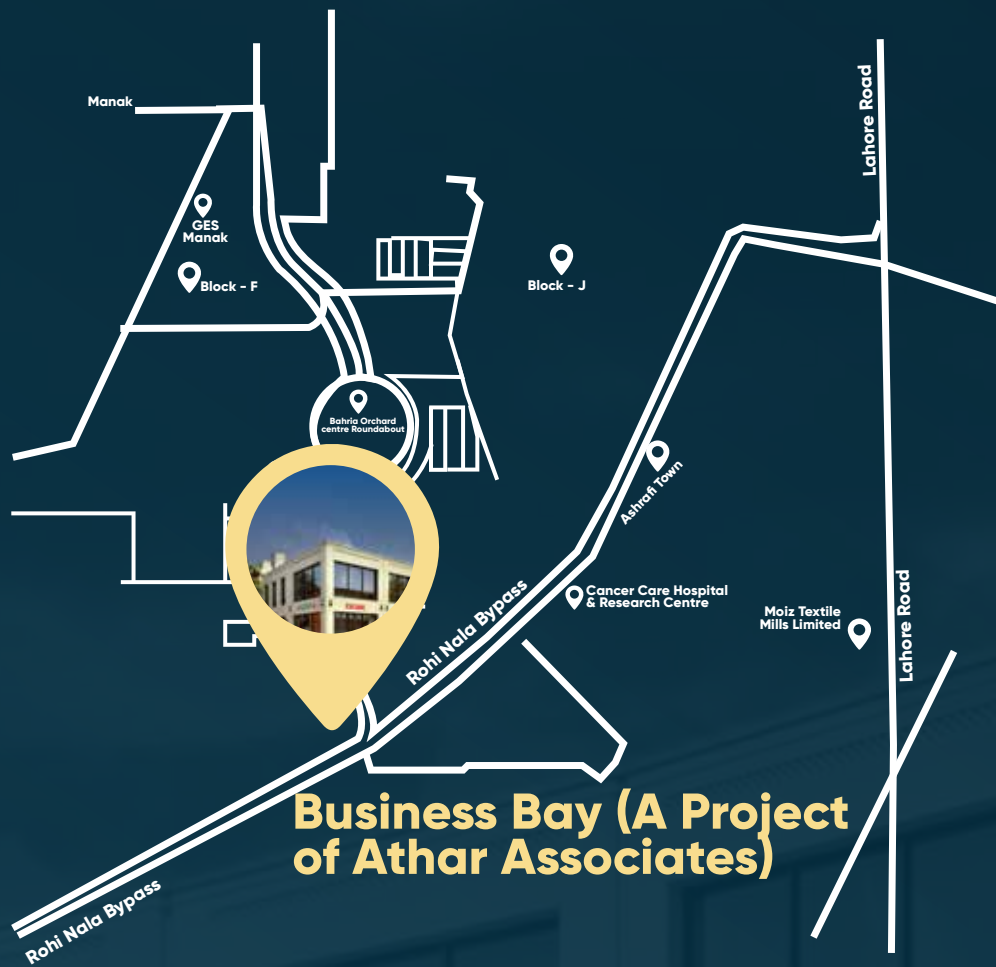 Manak
Lahore Road
GES
Manak
Block - F
Block - J
Bahria Orchard
centre Roundabout
Ashrafi Town
Rohi Nala Bypass
Cancer Care Hospital
& Research Centre
Moiz Textile
Mills Limited
Lahore Road
Business Bay (A Project
of Athar Associates)
Rohi Nala Bypass